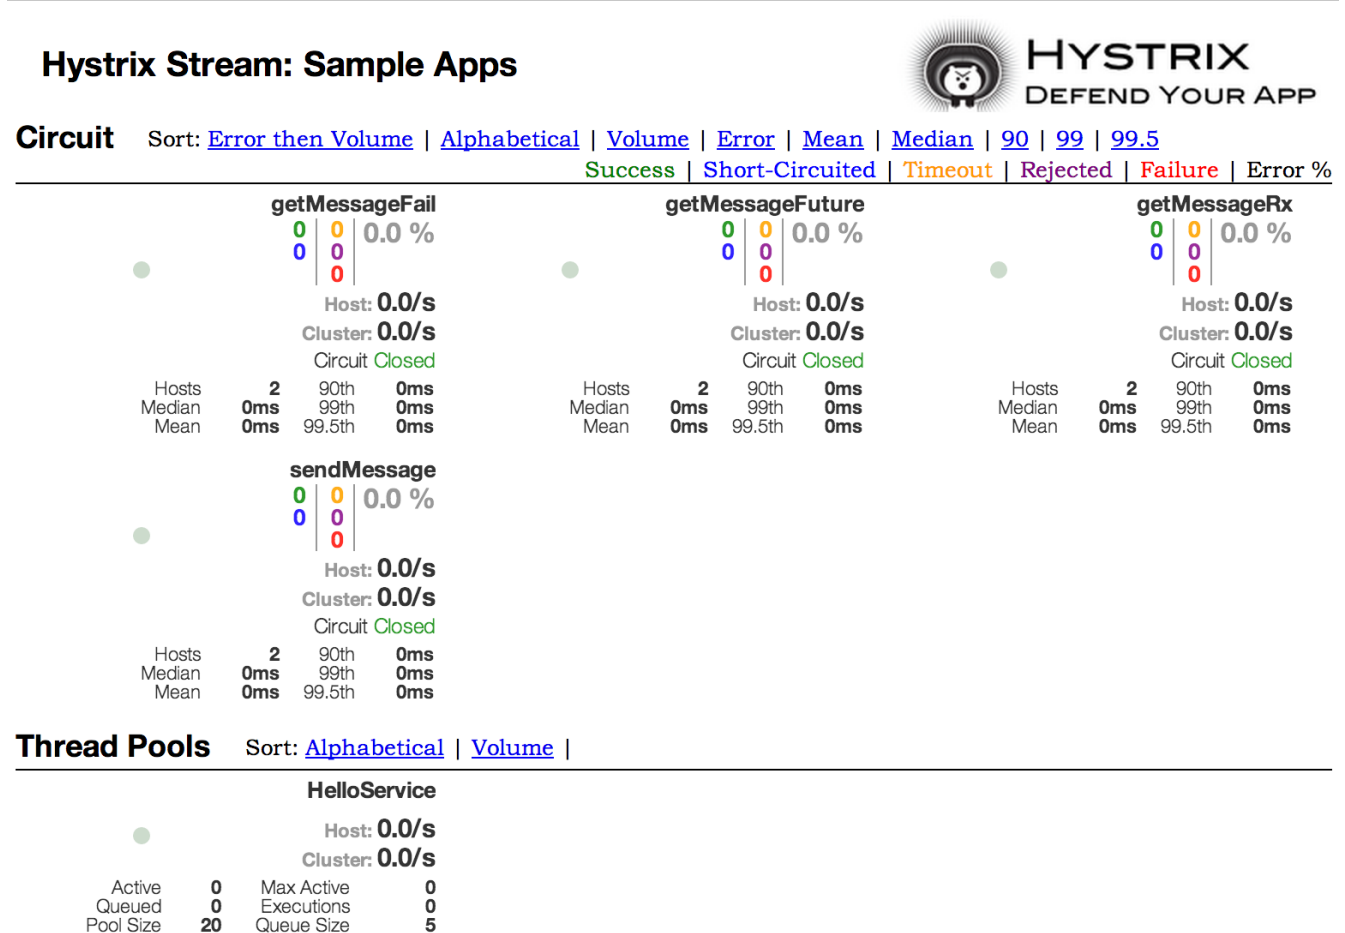 Hystrix Stream: Sample Apps
HYSTRIX
DEFEND YOUR APP
Circuit Sort: Error then Volume | Alphabetical | Volume | Error | Mean | Median | 90 | 99 | 99.5
Success | Short-Circuited | Timeout | Rejected | Failure | Error %
getMessageFail getMessageFuture getMessageRx
0 0 0.0 % 0 0 0.0 % 0 0 0.0 %
0 0 0 0 0 0
0 0 0
Host: 0.0/s Host: 0.0/s Host: 0.0/s
Cluster: 0.0/s Cluster: 0.0/s Cluster: 0.0/s
Circuit Closed Circuit Closed Circuit Closed
Hosts 2 90th 0ms Hosts 2 90th 0ms Hosts 2 90th 0ms
Median 0ms 99th 0ms Median 0ms 99th 0ms Median 0ms 99th 0ms
Mean 0ms 99.5th 0ms Mean 0ms 99.5th 0ms Mean 0ms 99.5th 0ms
sendMessage
0 0 0.0 %
0 0
0
Host: 0.0/s
Cluster: 0.0/s
Circuit Closed
Hosts 2 90th 0ms
Median 0ms 99th 0ms
Mean 0ms 99.5th 0ms
Thread Pools Sort: Alphabetical | Volume |
HelloService
Host: 0.0/s
Cluster: 0.0/s
Active 0 Max Active 0
Queued 0 Executions 0
Pool Size 20 Queue Size 5